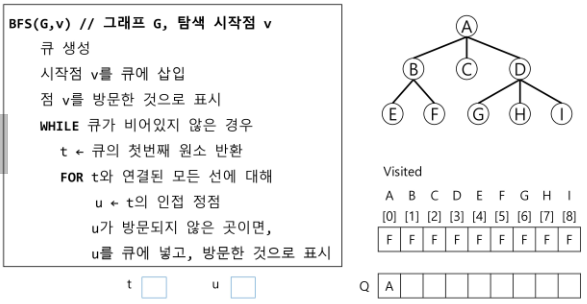 BFS(G,v) // 그래프 G, 탐색 시작점 v
큐 생성
시작점 v를 큐에 삽입
점 v를 방문한 것으로 표시
WHILE 큐가 비어있지 않은 경우
t ← 큐의 첫번째 원소 반환
FOR t와 연결된 모든 선에 대해
u ← t의 인접 정점
u가 방문되지 않은 곳이면,
u를 큐에 넣고, 방문한 것으로 표시
t u
A
B C D
E F G H I
Visited
A B C D E F G H I
[0] [1] [2] [3] [4] [5] [6] [7] [8]
F F F F F F F F F
Q A